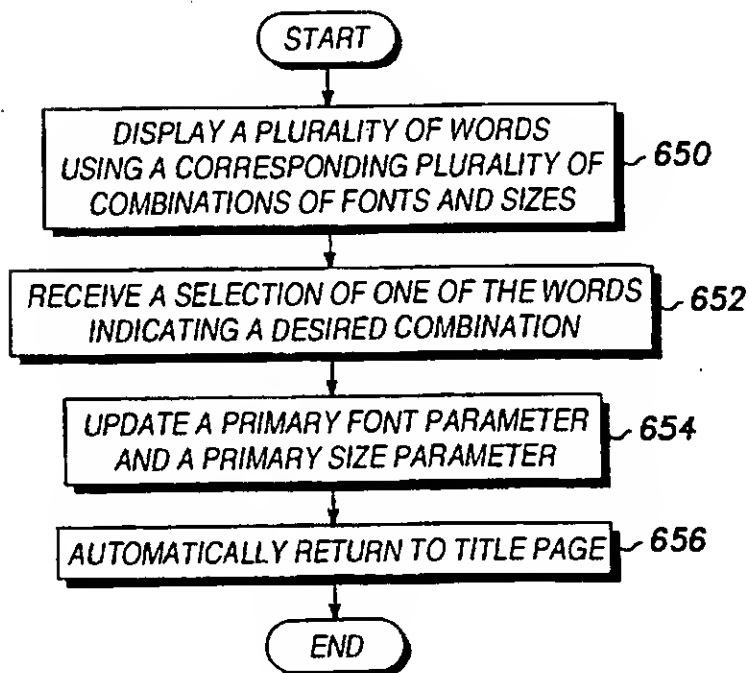 START
DISPLAY A PLURALITY OF WORDS
USING A CORRESPONDING PLURALITY OF
COMBINATIONS OF FONTS AND SIZES
650
RECEIVE A SELECTION OF ONE OF THE WORDS
INDICATING A DESIRED COMBINATION
652
UPDATE A PRIMARY FONT PARAMETER
AND A PRIMARY SIZE PARAMETER
654
AUTOMATICALLY RETURN TO TITLE PAGE
656
END